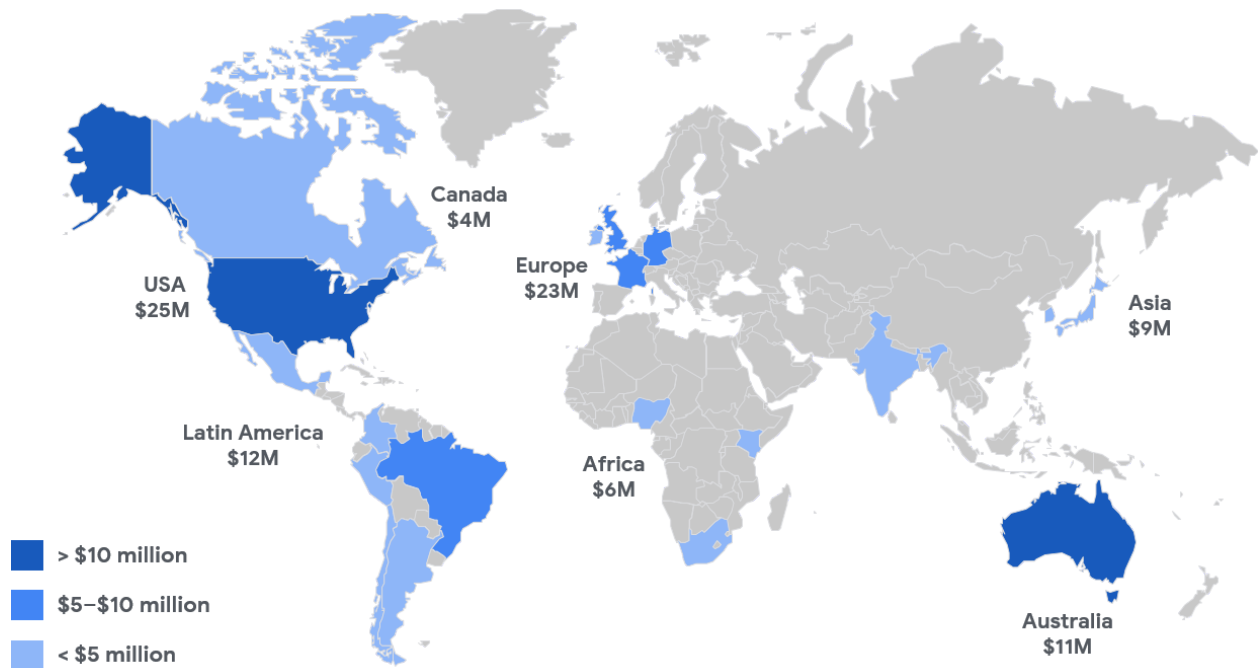 Canada
$4M
USA
$25M
Europe
$23M
Asia
$9M
Latin America
$12M
Africa
$6M
Australia
$11M
> $10 million
$5–$10 million
< $5 million